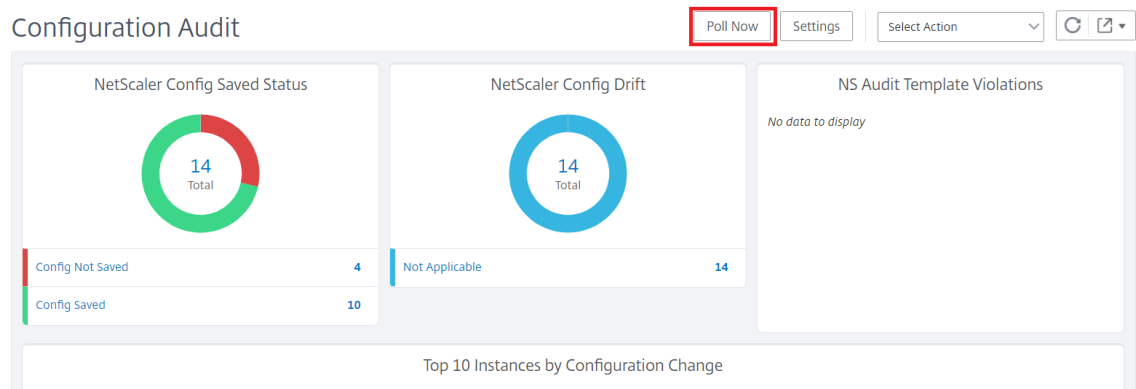 Configuration Audit
Poll Now
Settings
Select Action
NetScaler Config Saved Status
14
Total
Config Not Saved 4
Config Saved 10
NetScaler Config Drift
14
Total
Not Applicable 14
NS Audit Template Violations
No data to display
Top 10 Instances by Configuration Change